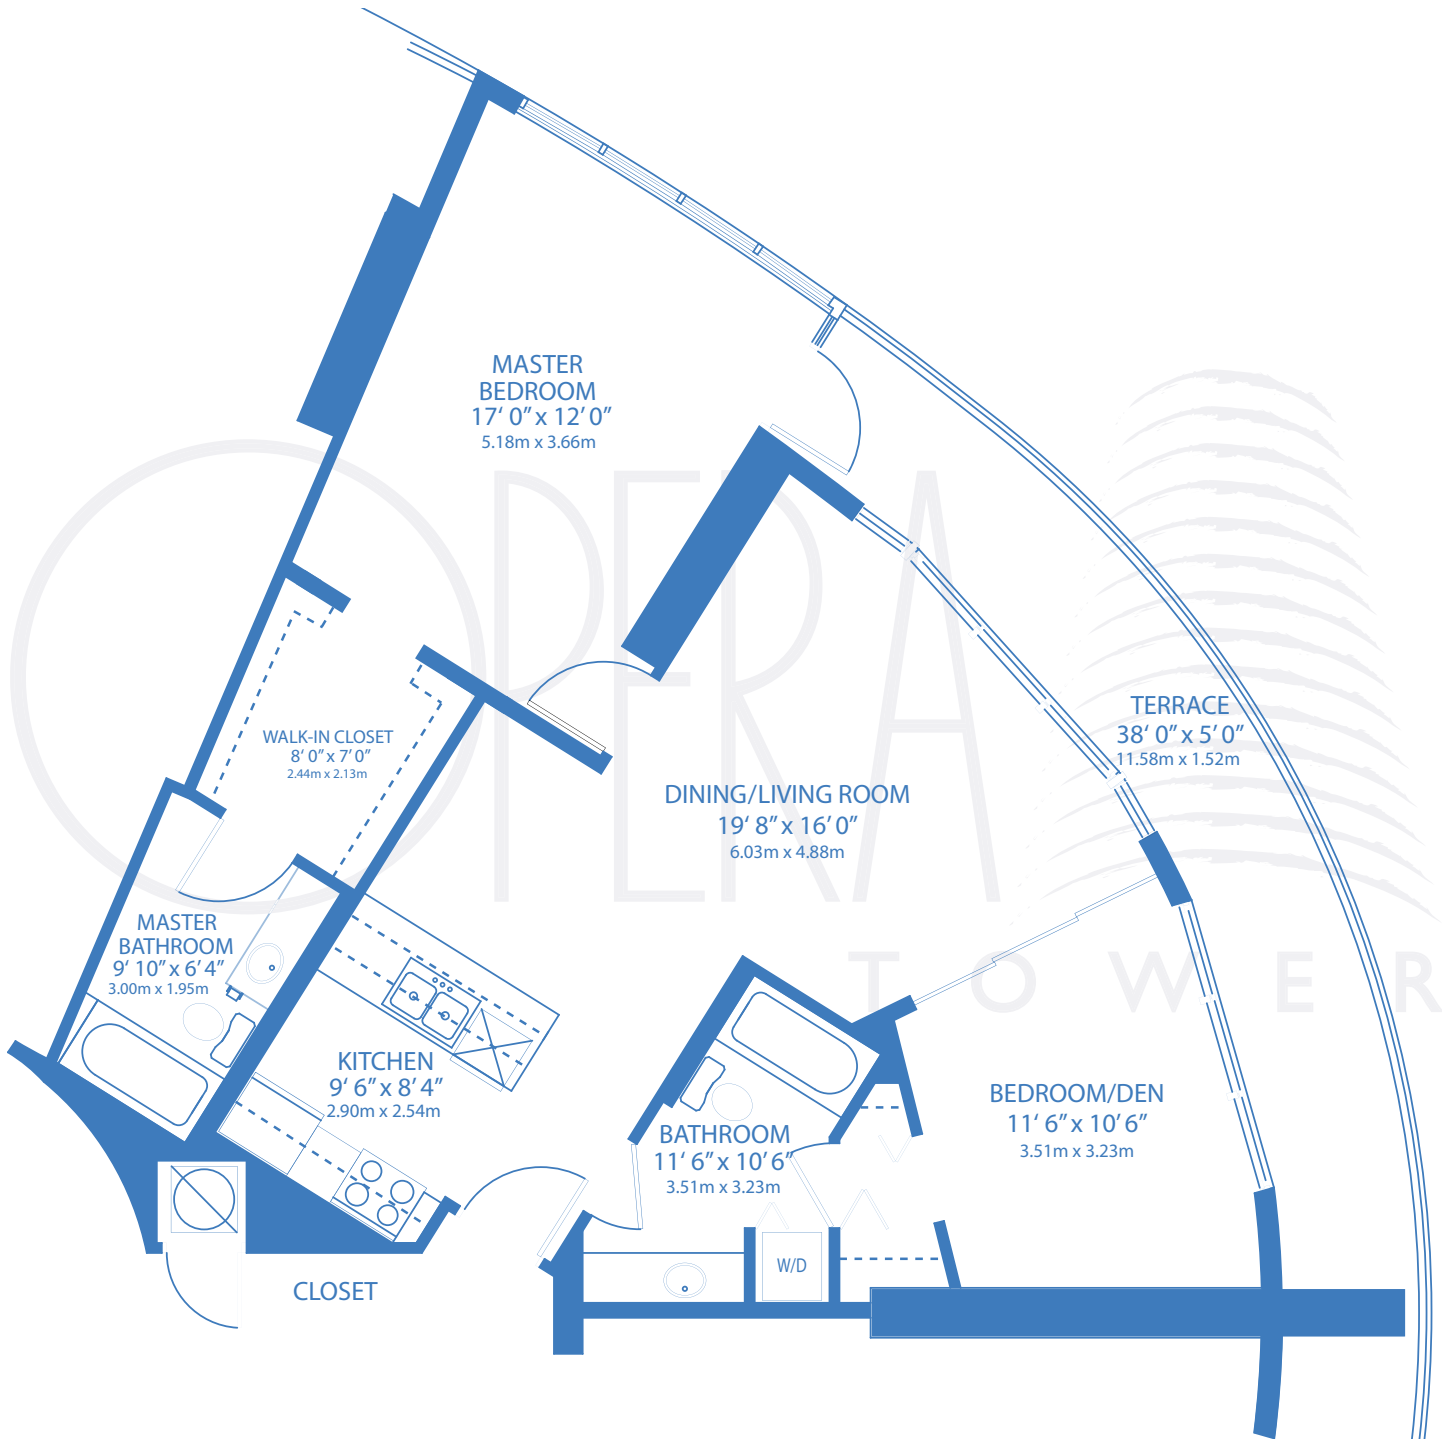 MASTER
BEDROOM
17' 0" x 12' 0"
5.18m x 3.66m
OPERA
TOWER
TERRACE
38' 0" x 5' 0"
11.58m x 1.52m
WALK-IN CLOSET
8' 0" x 7' 0"
2.44m x 2.13m
DINING/LIVING ROOM
19' 8" x 16' 0"
6.03m x 4.88m
MASTER
BATHROOM
9' 10" x 6' 4"
3.00m x 1.95m
KITCHEN
9' 6" x 8' 4"
2.90m x 2.54m
BEDROOM/DEN
11' 6" x 10' 6"
3.51m x 3.23m
BATHROOM
11' 6" x 10' 6"
3.51m x 3.23m
W/D
CLOSET